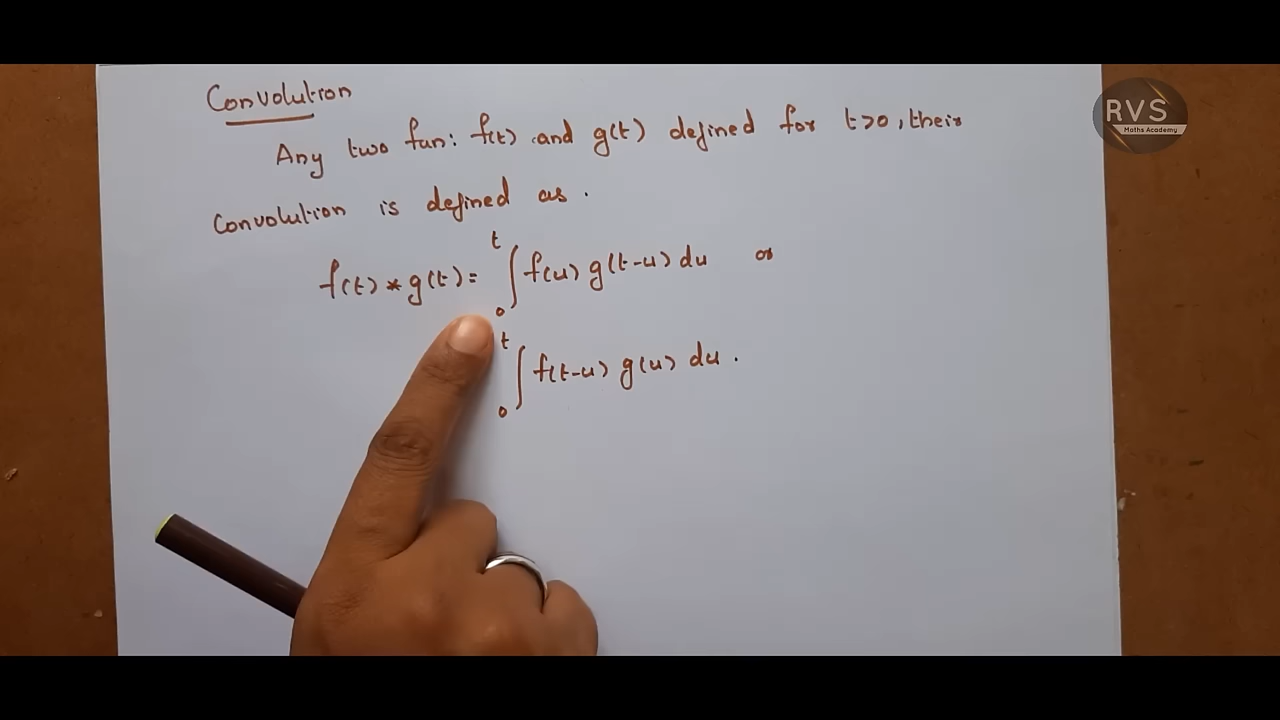 Convolution
Any two fun: f(t) and g(t) defined for t>0, their
Convolution is defined as .
f(t) * g(t) = ∫₀ᵗ f(u) g(t-u) du or
∫₀ᵗ f(t-u) g(u) du .
RVS
Maths Academy